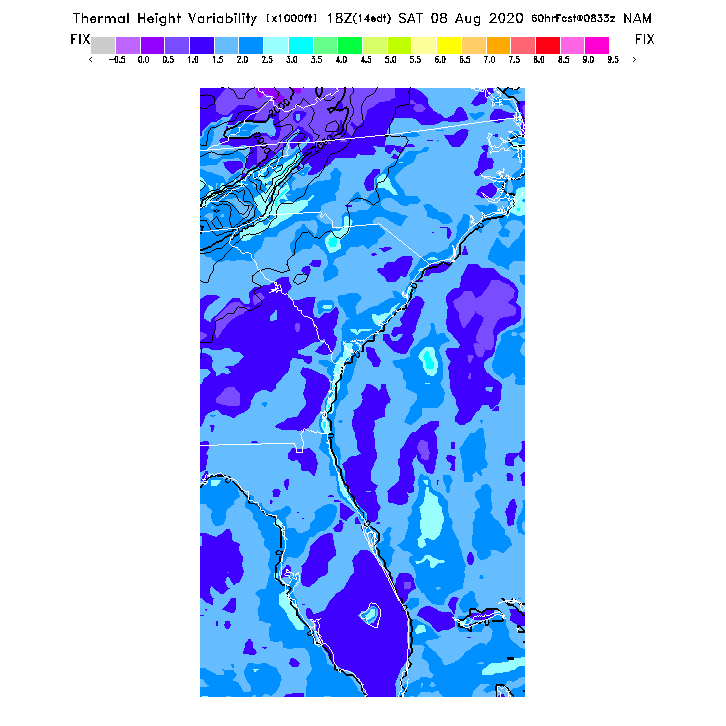 Thermal Height Variability [x1000ft] 18Z(14edt) SAT 08 Aug 2020 60hrFcst@0833z NAM
FIX FIX
< -0.5 0.0 0.5 1.0 1.5 2.0 2.5 3.0 3.5 4.0 4.5 5.0 5.5 6.0 6.5 7.0 7.5 8.0 8.5 9.0 9.5 >